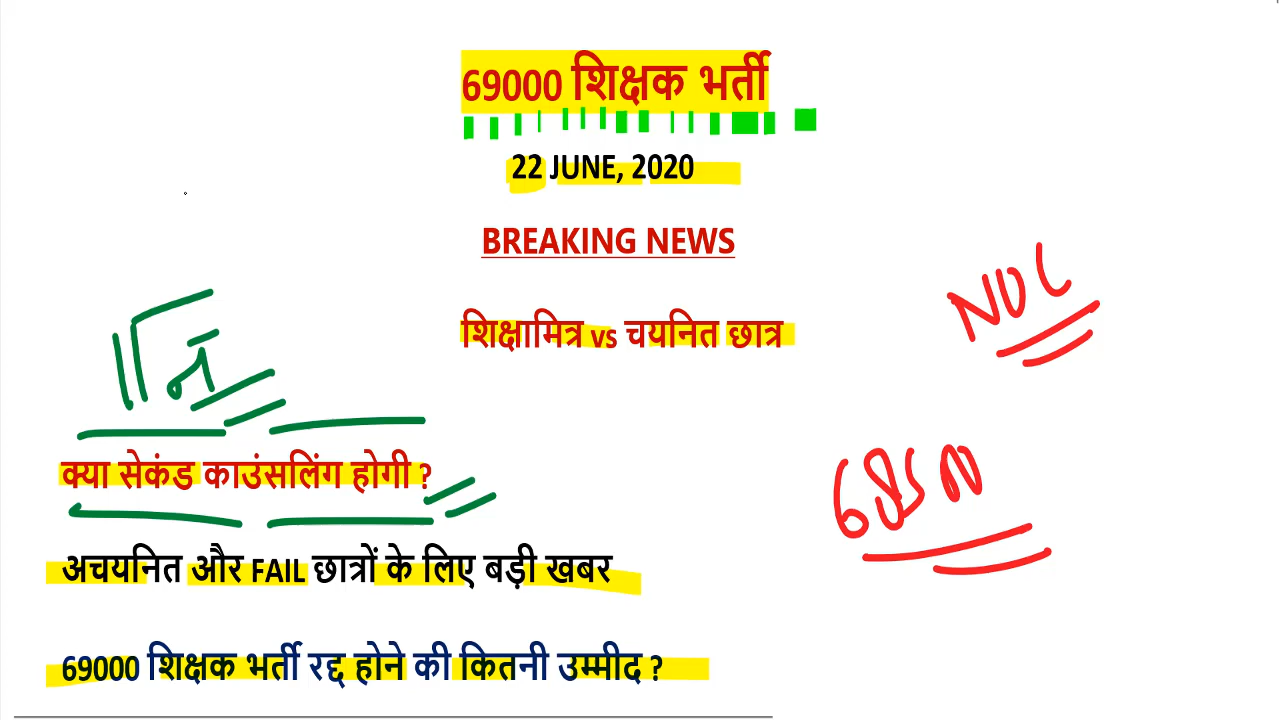 69000 शिक्षक भर्ती
22 JUNE, 2020
BREAKING NEWS
शिक्षामित्र vs चयनित छात्र
NOC
क्या सेकंड काउंसलिंग होगी ?
अचयनित और FAIL छात्रों के लिए बड़ी खबर
69000 शिक्षक भर्ती रद्द होने की कितनी उम्मीद ?